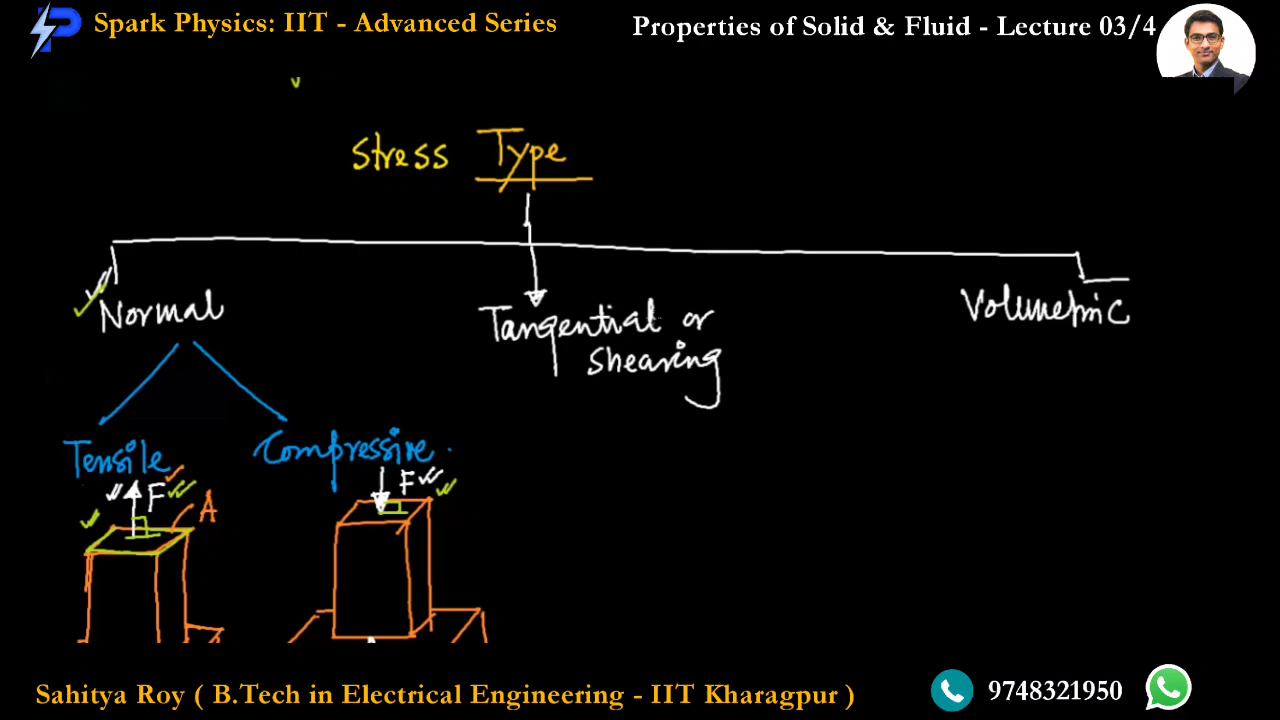 Spark Physics: IIT - Advanced Series
Properties of Solid & Fluid - Lecture 03/4
Stress Type
Normal
Tangential or
shearing
Volumetric
Tensile
Compressive
F
A
F
Sahitya Roy ( B.Tech in Electrical Engineering - IIT Kharagpur )
9748321950